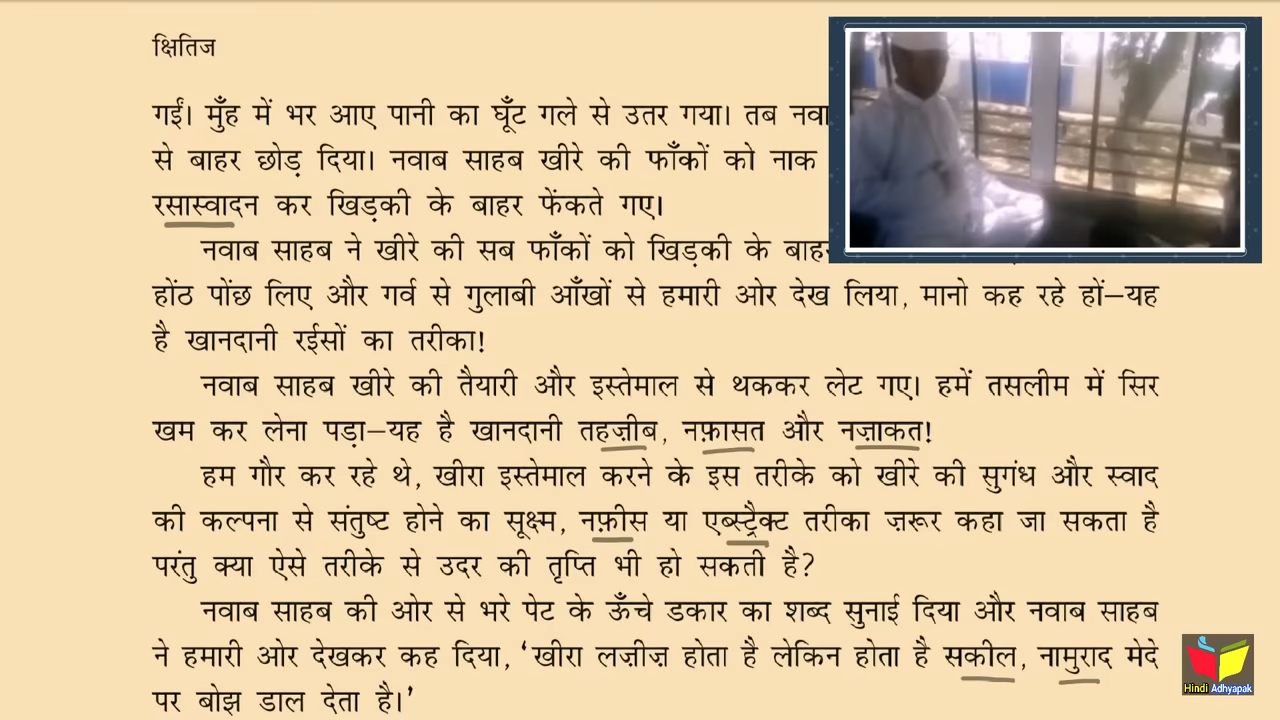 क्षितिज
गईं। मुँह में भर आए पानी का घूँट गले से उतर गया। तब नवा
से बाहर छोड़ दिया। नवाब साहब खीरे की फाँकों को नाक
रसास्वादन कर खिड़की के बाहर फेंकते गए।
नवाब साहब ने खीरे की सब फाँकों को खिड़की के बाहर
होंठ पोंछ लिए और गर्व से गुलाबी आँखों से हमारी ओर देख लिया, मानो कह रहे हों—यह
है खानदानी रईसों का तरीका!
नवाब साहब खीरे की तैयारी और इस्तेमाल से थककर लेट गए। हमें तसलीम में सिर
खम कर लेना पड़ा—यह है खानदानी तहज़ीब, नफ़ासत और नज़ाकत!
हम गौर कर रहे थे, खीरा इस्तेमाल करने के इस तरीके को खीरे की सुगंध और स्वाद
की कल्पना से संतुष्ट होने का सूक्ष्म, नफ़ीस या एब्स्ट्रैक्ट तरीका ज़रूर कहा जा सकता है
परंतु क्या ऐसे तरीके से उदर की तृप्ति भी हो सकती है?
नवाब साहब की ओर से भरे पेट के ऊँचे डकार का शब्द सुनाई दिया और नवाब साहब
ने हमारी ओर देखकर कह दिया, ‘खीरा लज़ीज़ होता है लेकिन होता है सकील, नामुराद मेदे
पर बोझ डाल देता है।’
Hindi Adhyapak